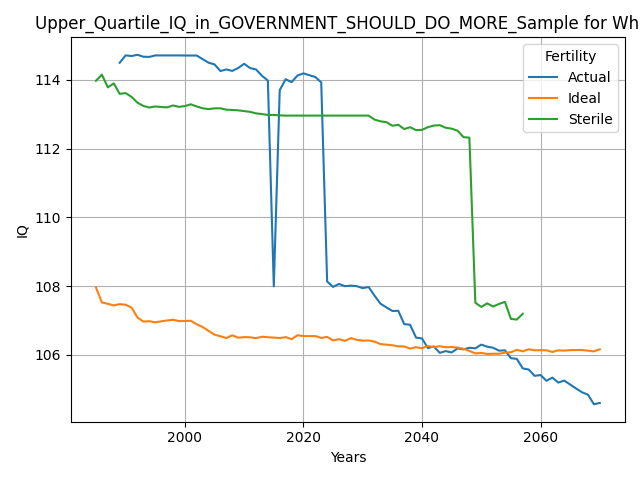 Upper_Quartile_IQ_in_GOVERNMENT_SHOULD_DO_MORE_Sample for Wh
Fertility
Actual
Ideal
Sterile
114
112
110
108
106
IQ
2000
2020
2040
2060
Years